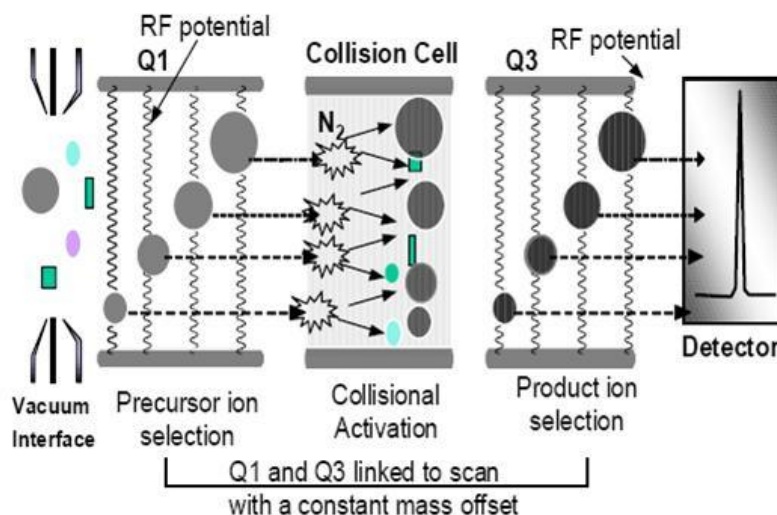 RF potential
Q1
Collision Cell
RF potential
Q3
N2
Vacuum
Interface
Precursor ion
selection
Collisional
Activation
Product ion
selection
Detector
Q1 and Q3 linked to scan
with a constant mass offset